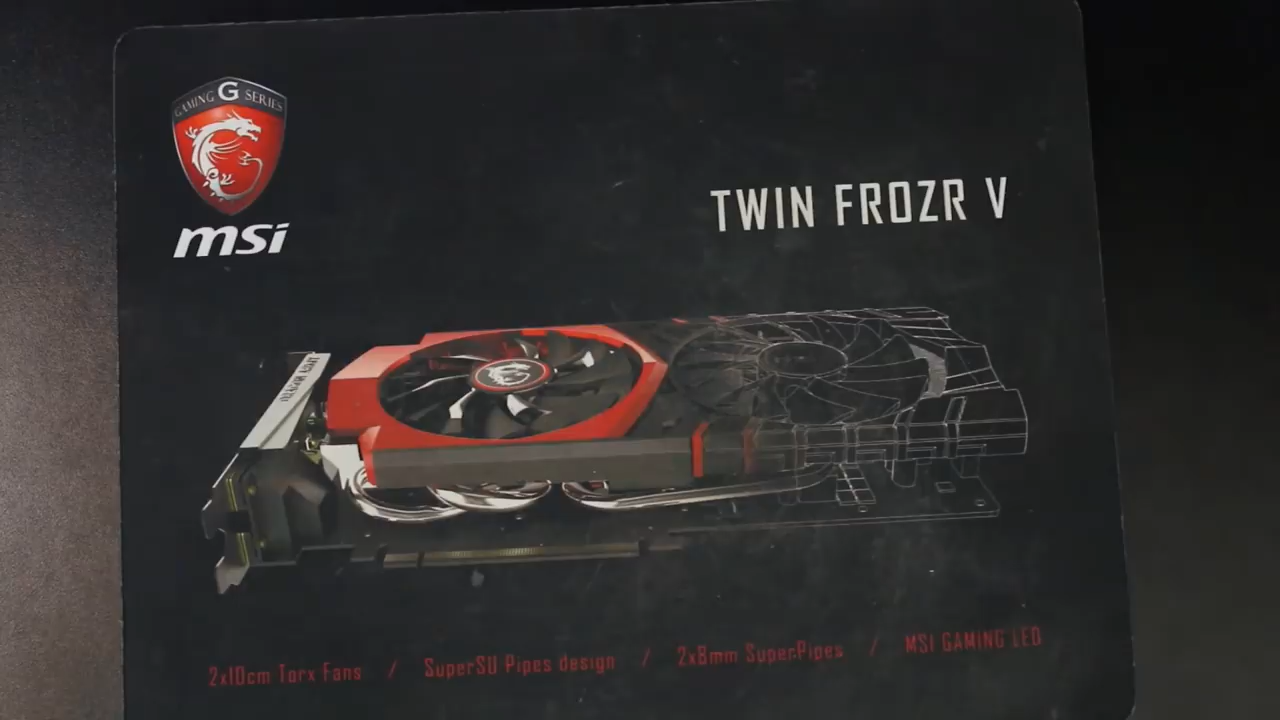 GAMING G SERIES
msi
TWIN FROZR V
2x10cm Torx Fans / SuperSU Pipes design / 2x8mm SuperPipes / MSI GAMING LED